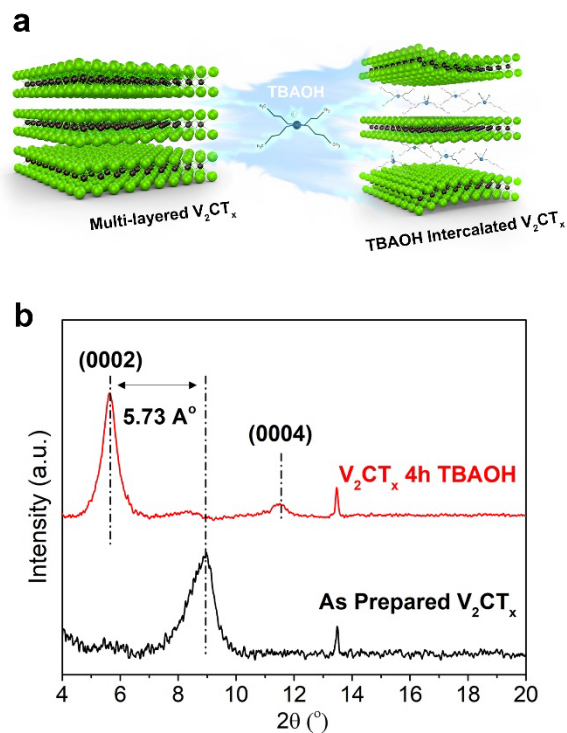 a
TBAOH
Multi-layered V₂CTₓ
TBAOH Intercalated V₂CTₓ
b
(0002)
5.73 A°
(0004)
V₂CTₓ 4h TBAOH
As Prepared V₂CTₓ
Intensity (a.u.)
4 6 8 10 12 14 16 18 20
2θ (°)